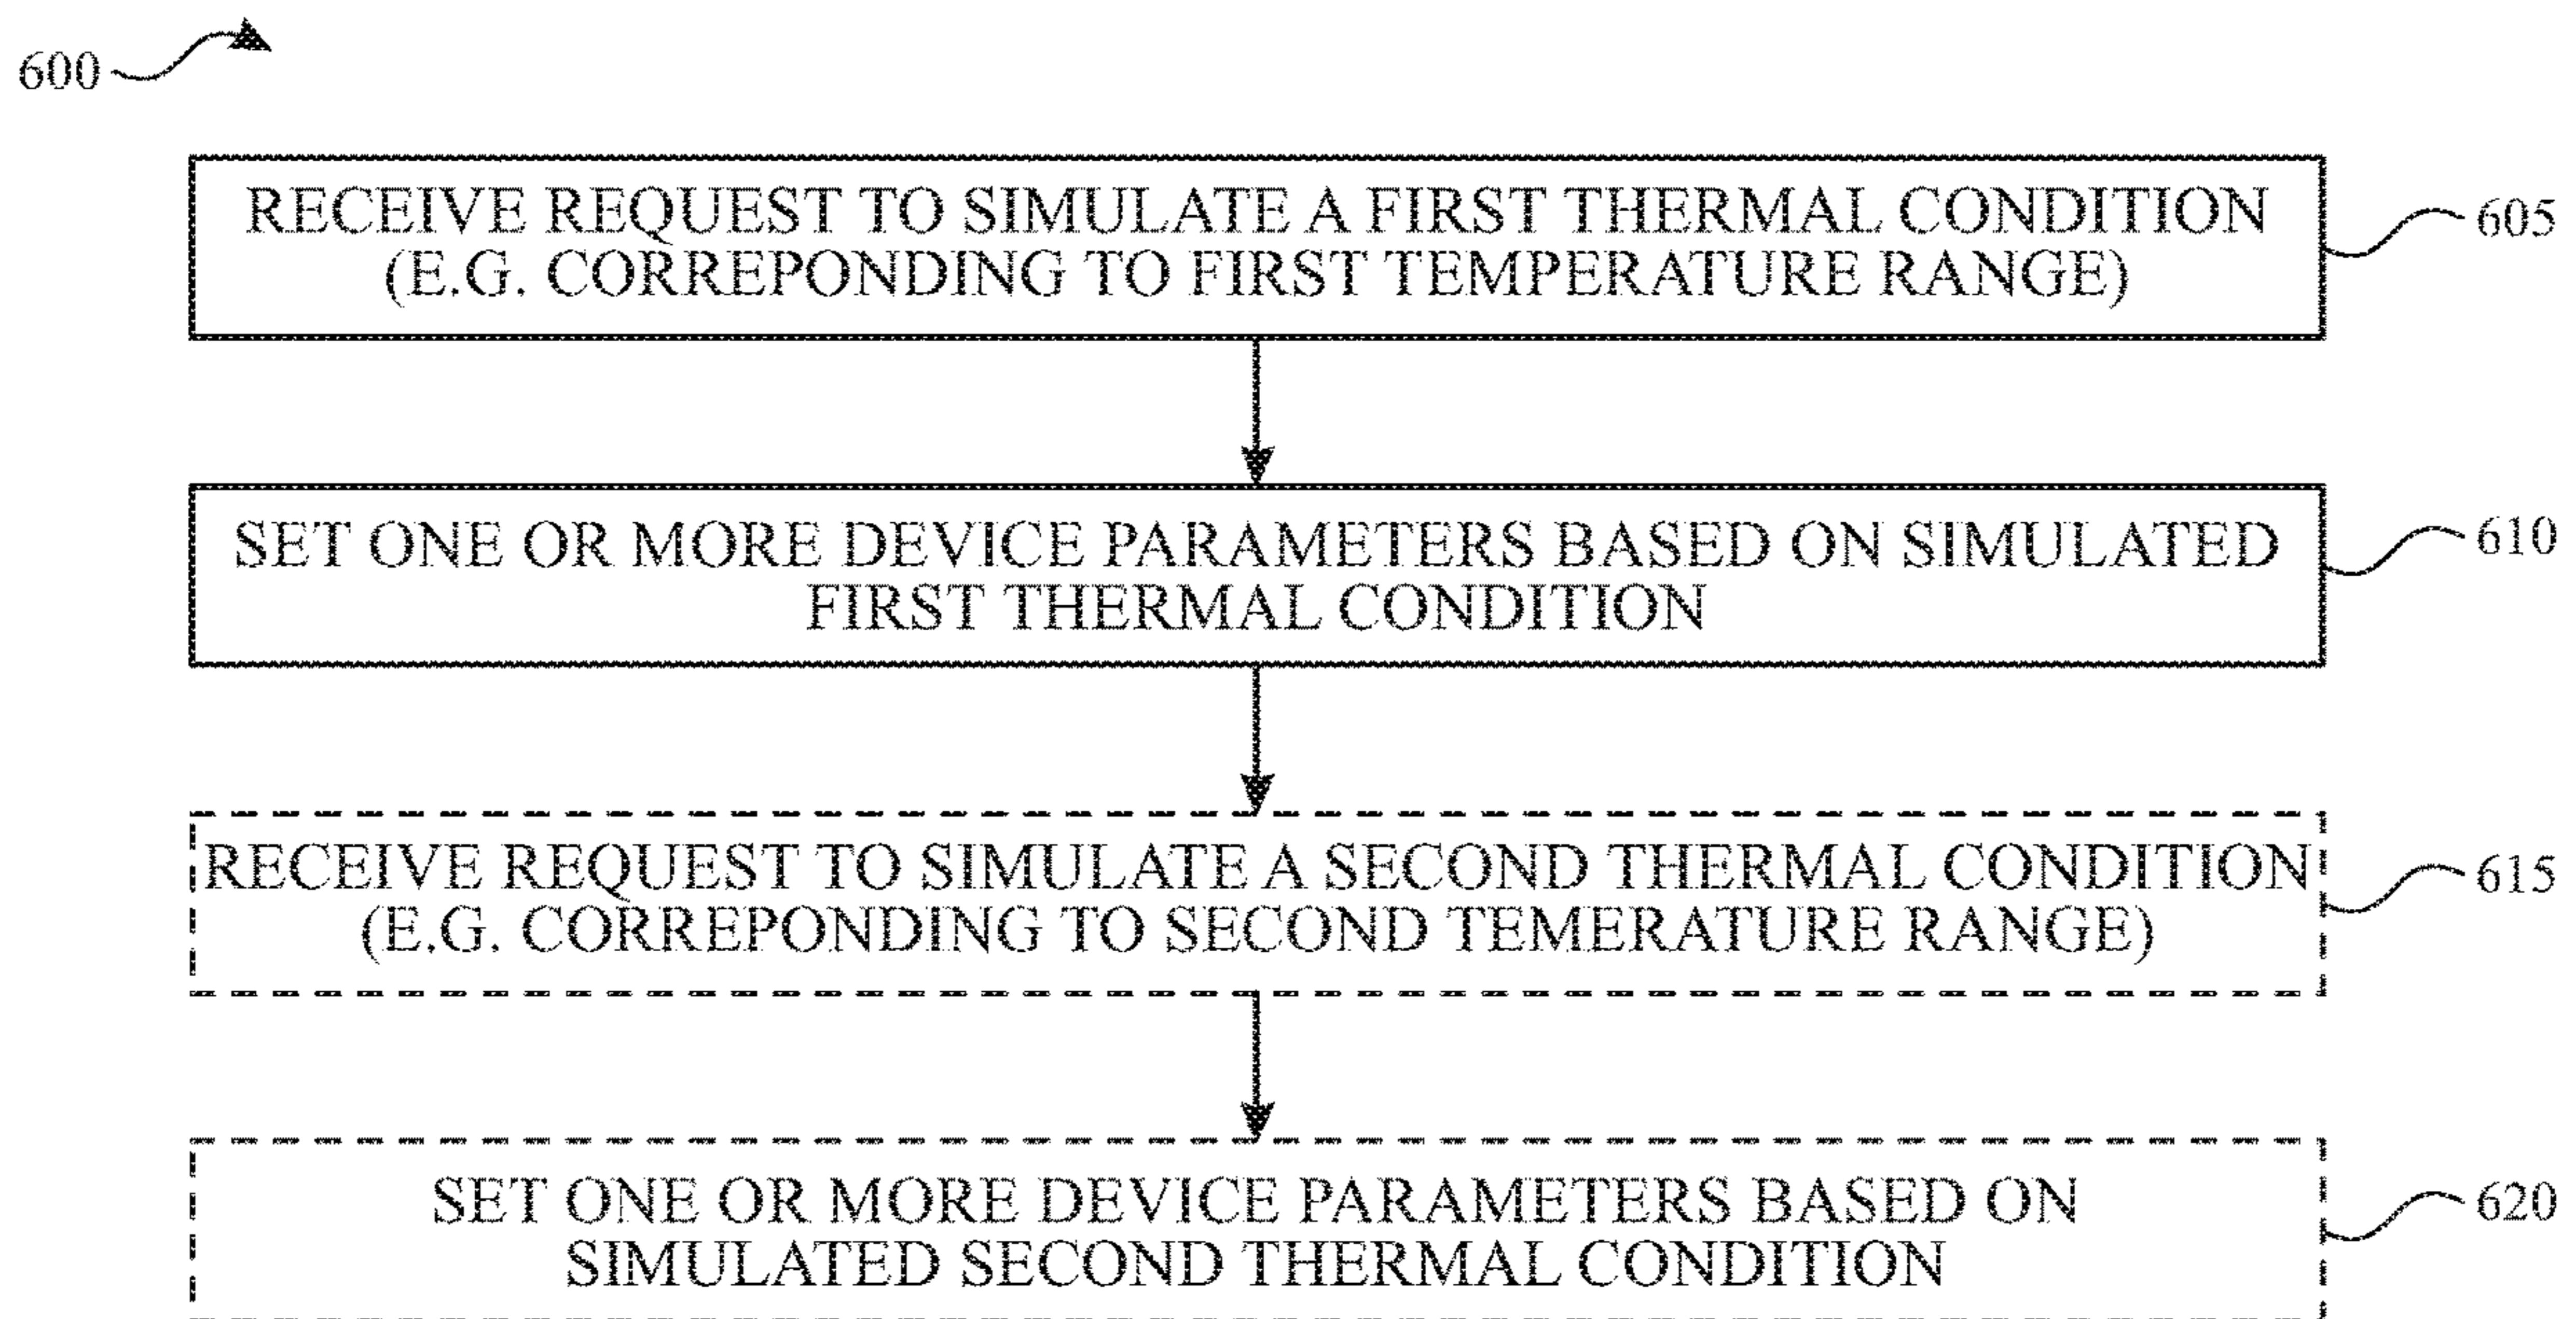 600
RECEIVE REQUEST TO SIMULATE A FIRST THERMAL CONDITION
(E.G. CORREPONDING TO FIRST TEMPERATURE RANGE)
605
SET ONE OR MORE DEVICE PARAMETERS BASED ON SIMULATED
FIRST THERMAL CONDITION
610
RECEIVE REQUEST TO SIMULATE A SECOND THERMAL CONDITION
(E.G. CORREPONDING TO SECOND TEMERATURE RANGE)
615
SET ONE OR MORE DEVICE PARAMETERS BASED ON
SIMULATED SECOND THERMAL CONDITION
620